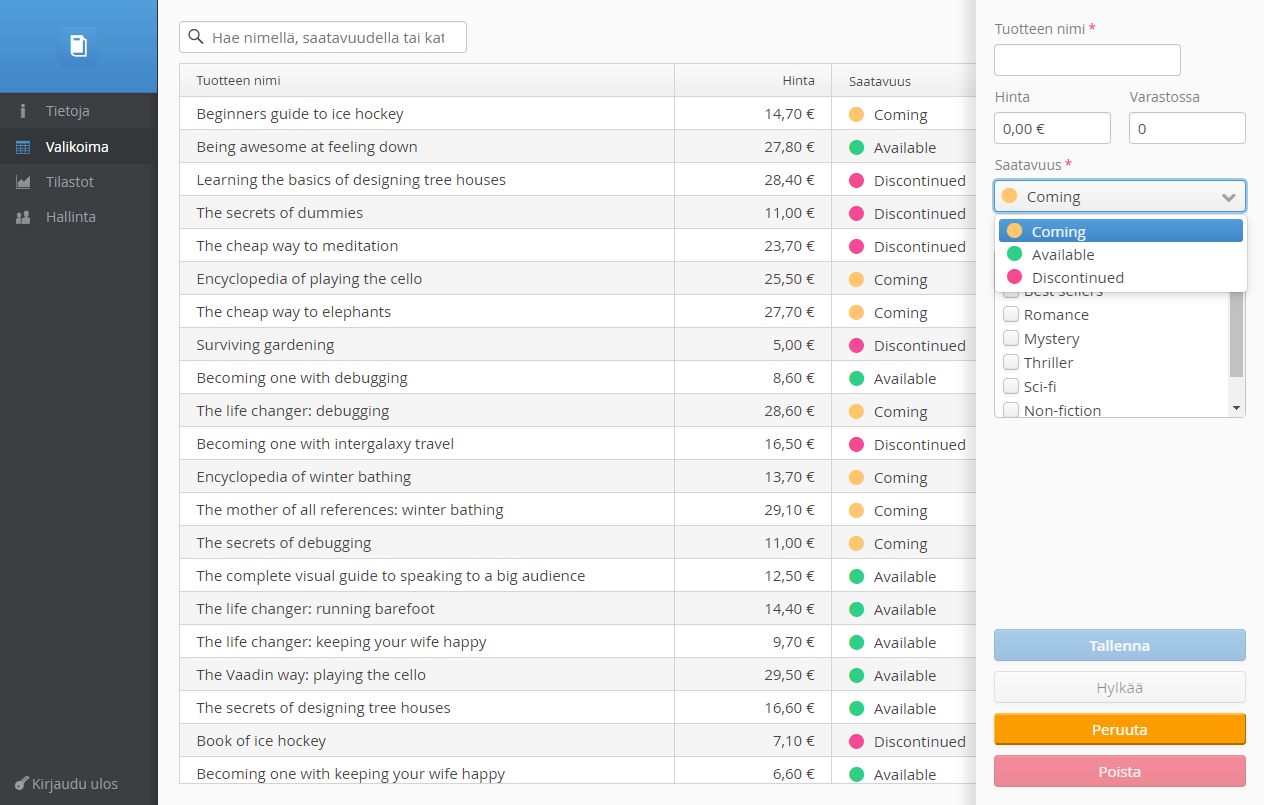 Tietoja
Valikoima
Tilastot
Hallinta
Kirjaudu ulos
Hae nimellä, saatavuudella tai kat
Tuotteen nimi Hinta Saatavuus
Beginners guide to ice hockey 14,70 € Coming
Being awesome at feeling down 27,80 € Available
Learning the basics of designing tree houses 28,40 € Discontinued
The secrets of dummies 11,00 € Discontinued
The cheap way to meditation 23,70 € Discontinued
Encyclopedia of playing the cello 25,50 € Coming
The cheap way to elephants 27,70 € Coming
Surviving gardening 5,00 € Discontinued
Becoming one with debugging 8,60 € Available
The life changer: debugging 28,60 € Coming
Becoming one with intergalaxy travel 16,50 € Discontinued
Encyclopedia of winter bathing 13,70 € Coming
The mother of all references: winter bathing 29,10 € Coming
The secrets of debugging 11,00 € Coming
The complete visual guide to speaking to a big audience 12,50 € Available
The life changer: running barefoot 14,40 € Available
The life changer: keeping your wife happy 9,70 € Available
The Vaadin way: playing the cello 29,50 € Available
The secrets of designing tree houses 16,60 € Available
Book of ice hockey 7,10 € Discontinued
Becoming one with keeping your wife happy 6,60 € Available
Tuotteen nimi *
Hinta Varastossa
0,00 € 0
Saatavuus *
Coming
Coming
Available
Discontinued
Best sellers
Romance
Mystery
Thriller
Sci-fi
Non-fiction
Tallenna
Hylkää
Peruuta
Poista